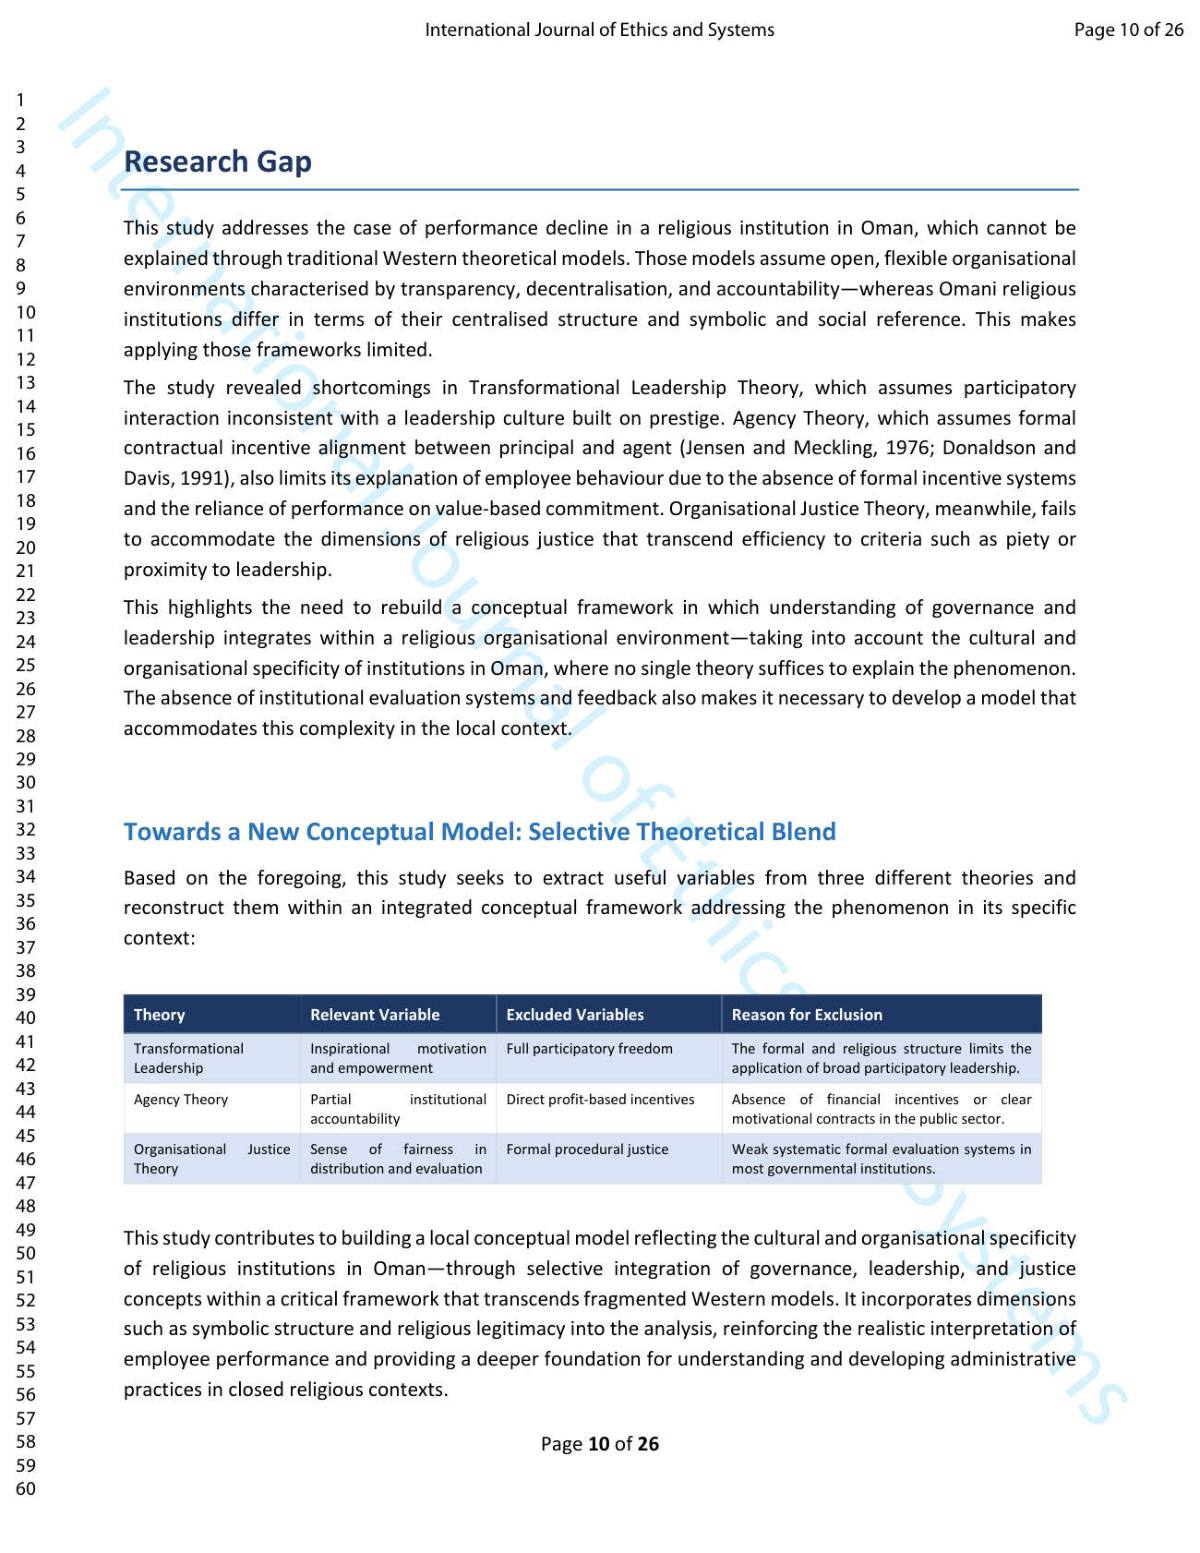 International Journal of Ethics and Systems
Page 10 of 26
1
2
3
4
5
6
7
8
9
10
11
12
13
14
15
16
17
18
19
20
21
22
23
24
25
26
27
28
29
30
31
32
33
34
35
36
37
38
39
40
41
42
43
44
45
46
47
48
49
50
51
52
53
54
55
56
57
58
59
60
International Journal of Ethics and Systems
Research Gap
This study addresses the case of performance decline in a religious institution in Oman, which cannot be
explained through traditional Western theoretical models. Those models assume open, flexible organisational
environments characterised by transparency, decentralisation, and accountability—whereas Omani religious
institutions differ in terms of their centralised structure and symbolic and social reference. This makes
applying those frameworks limited.
The study revealed shortcomings in Transformational Leadership Theory, which assumes participatory
interaction inconsistent with a leadership culture built on prestige. Agency Theory, which assumes formal
contractual incentive alignment between principal and agent (Jensen and Meckling, 1976; Donaldson and
Davis, 1991), also limits its explanation of employee behaviour due to the absence of formal incentive systems
and the reliance of performance on value-based commitment. Organisational Justice Theory, meanwhile, fails
to accommodate the dimensions of religious justice that transcend efficiency to criteria such as piety or
proximity to leadership.
This highlights the need to rebuild a conceptual framework in which understanding of governance and
leadership integrates within a religious organisational environment—taking into account the cultural and
organisational specificity of institutions in Oman, where no single theory suffices to explain the phenomenon.
The absence of institutional evaluation systems and feedback also makes it necessary to develop a model that
accommodates this complexity in the local context.
Towards a New Conceptual Model: Selective Theoretical Blend
Based on the foregoing, this study seeks to extract useful variables from three different theories and
reconstruct them within an integrated conceptual framework addressing the phenomenon in its specific
context:
Theory Relevant Variable Excluded Variables Reason for Exclusion
Transformational Inspirational motivation Full participatory freedom The formal and religious structure limits the
Leadership and empowerment application of broad participatory leadership.
Agency Theory Partial institutional Direct profit-based incentives Absence of financial incentives or clear
accountability motivational contracts in the public sector.
Organisational Justice Sense of fairness in Formal procedural justice Weak systematic formal evaluation systems in
Theory distribution and evaluation most governmental institutions.
This study contributes to building a local conceptual model reflecting the cultural and organisational specificity
of religious institutions in Oman—through selective integration of governance, leadership, and justice
concepts within a critical framework that transcends fragmented Western models. It incorporates dimensions
such as symbolic structure and religious legitimacy into the analysis, reinforcing the realistic interpretation of
employee performance and providing a deeper foundation for understanding and developing administrative
practices in closed religious contexts.
Page 10 of 26